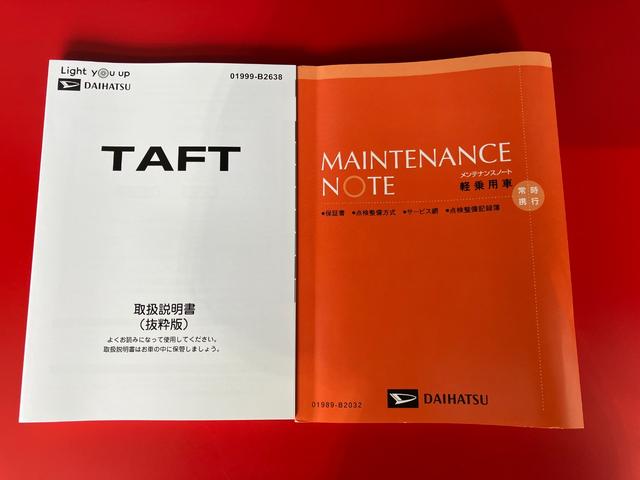 Light you up
DAIHATSU
01999-B2638
TAFT
取扱説明書
(抜粋版)
よくお読みになって使用してください。
取扱説明書はお車の中に保管しましょう。
MAINTENANCE
NOTE
メンテナンスノート
軽乗用車
常時
携行
●保証書 ●点検整備方式 ●サービス網 ●点検整備記録簿
01989-B2032
DAIHATSU